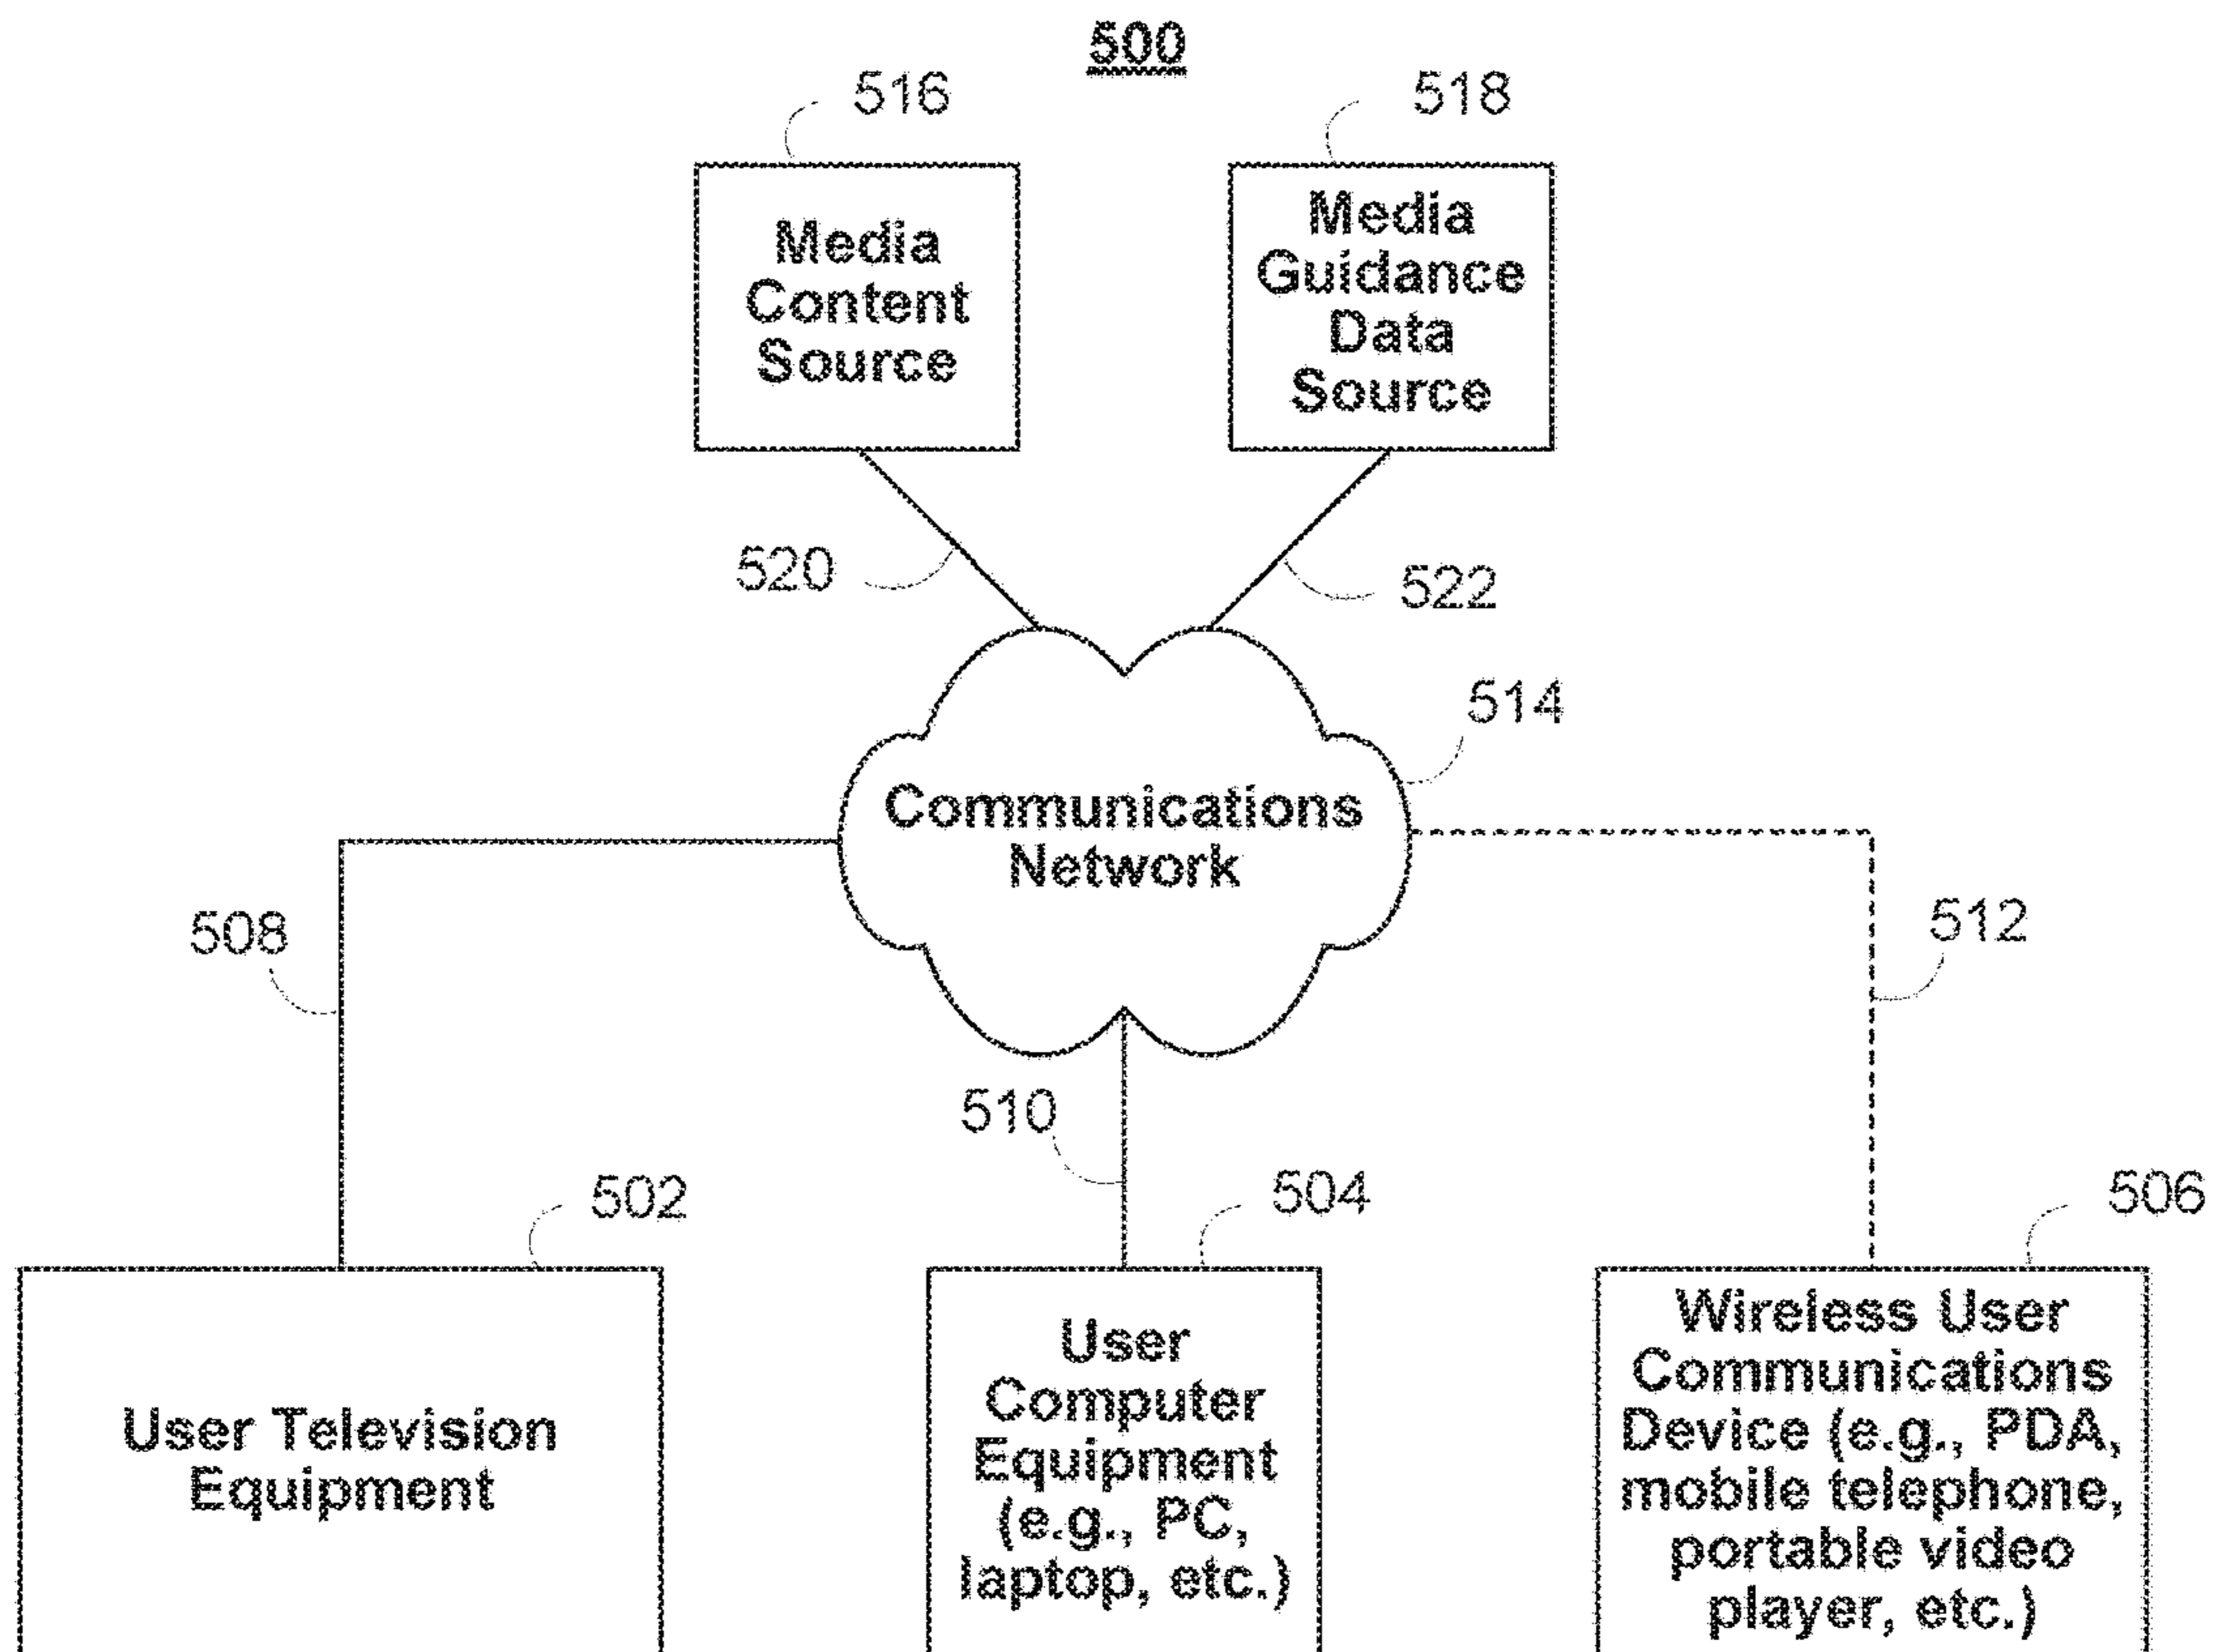 500
516
518
Media
Content
Source
Media
Guidance
Data
Source
520
522
514
Communications
Network
508
512
510
502
504
506
User Television
Equipment
User
Computer
Equipment
(e.g., PC,
laptop, etc.)
Wireless User
Communications
Device (e.g., PDA,
mobile telephone,
portable video
player, etc.)